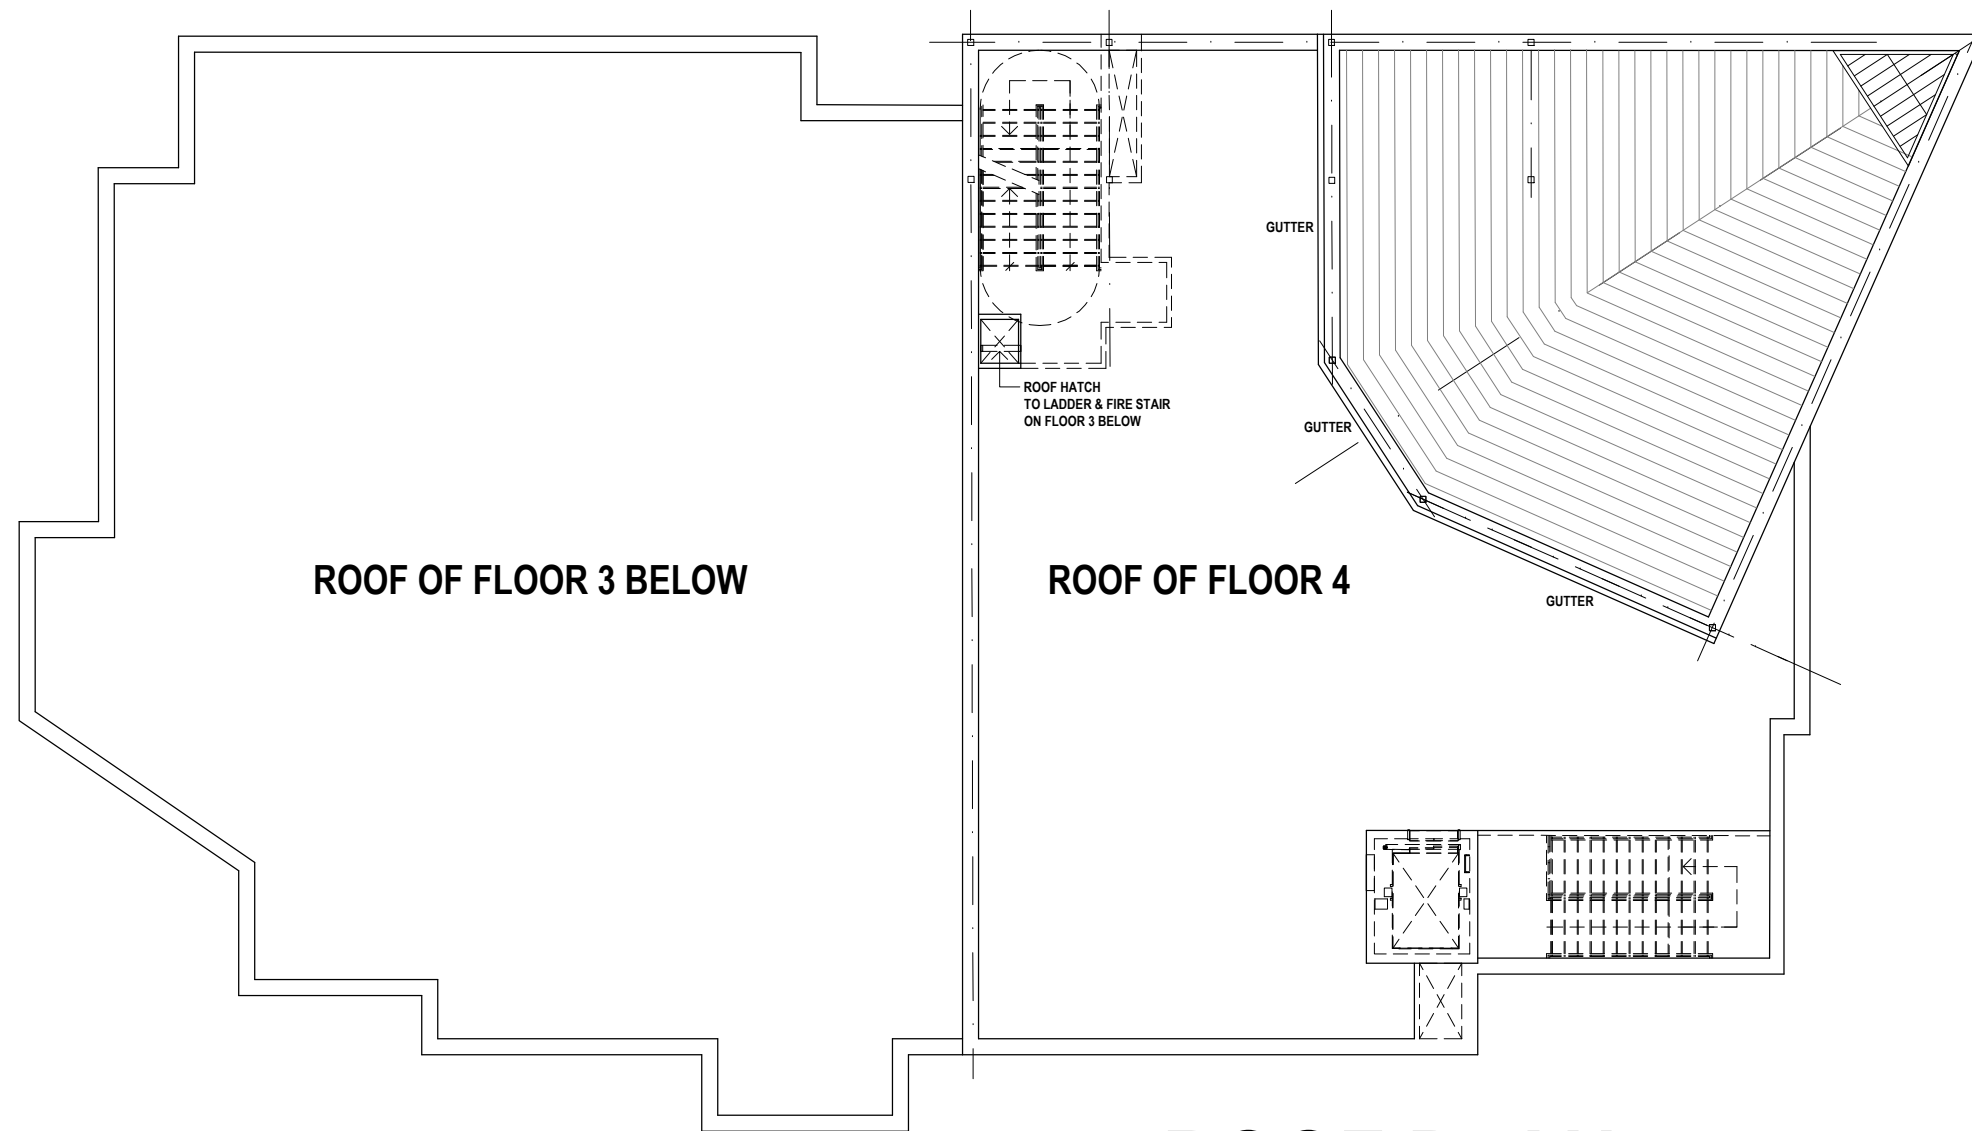 GUTTER
ROOF HATCH
TO LADDER & FIRE STAIR
ON FLOOR 3 BELOW
GUTTER
ROOF OF FLOOR 3 BELOW
ROOF OF FLOOR 4
GUTTER